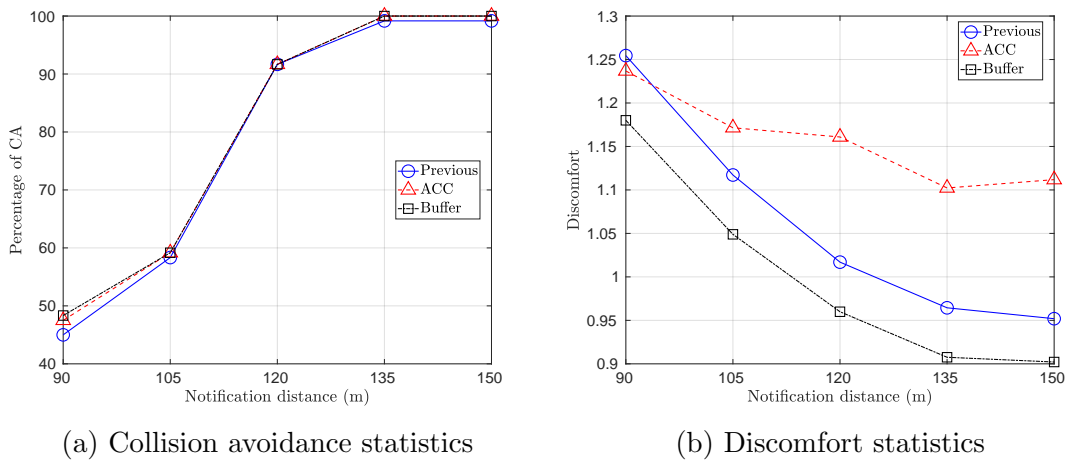 100
90
80
70
60
50
40
Percentage of CA
Previous
ACC
Buffer
90 105 120 135 150
Notification distance (m)
(a) Collision avoidance statistics
1.3
1.25
1.2
1.15
1.1
1.05
1
0.95
0.9
Discomfort
Previous
ACC
Buffer
90 105 120 135 150
Notification distance (m)
(b) Discomfort statistics